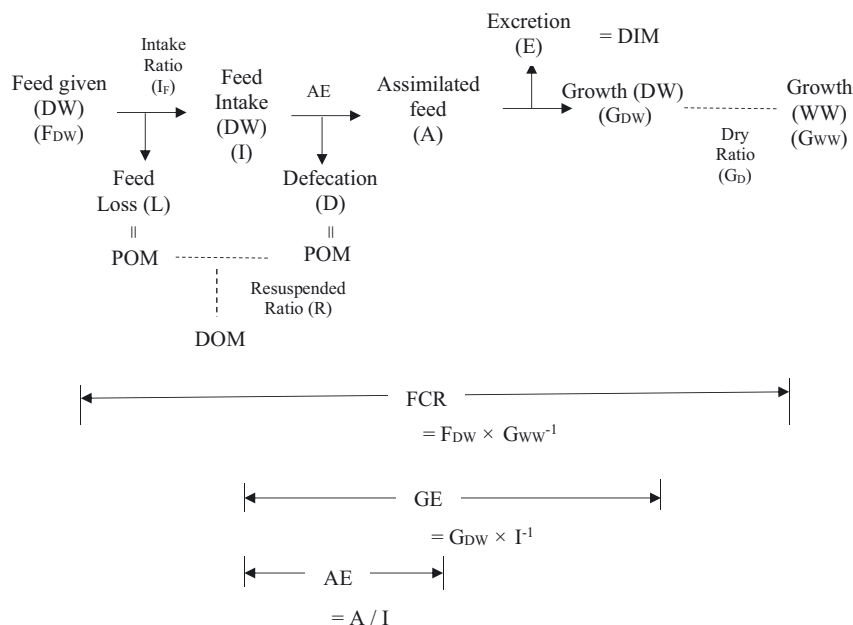 Excretion
(E)
= DIM
Intake
Ratio
(IF)
Feed given
(DW)
(FDW)
Feed
Intake
(DW)
(I)
AE
Assimilated
feed
(A)
Growth (DW)
(GDW)
Growth
(WW)
(GWW)
Dry
Ratio
(GD)
Feed
Loss (L)
=
POM
Defecation
(D)
=
POM
Resuspended
Ratio (R)
DOM
FCR
= FDW × GWW-1
GE
= GDW × I-1
AE
= A / I